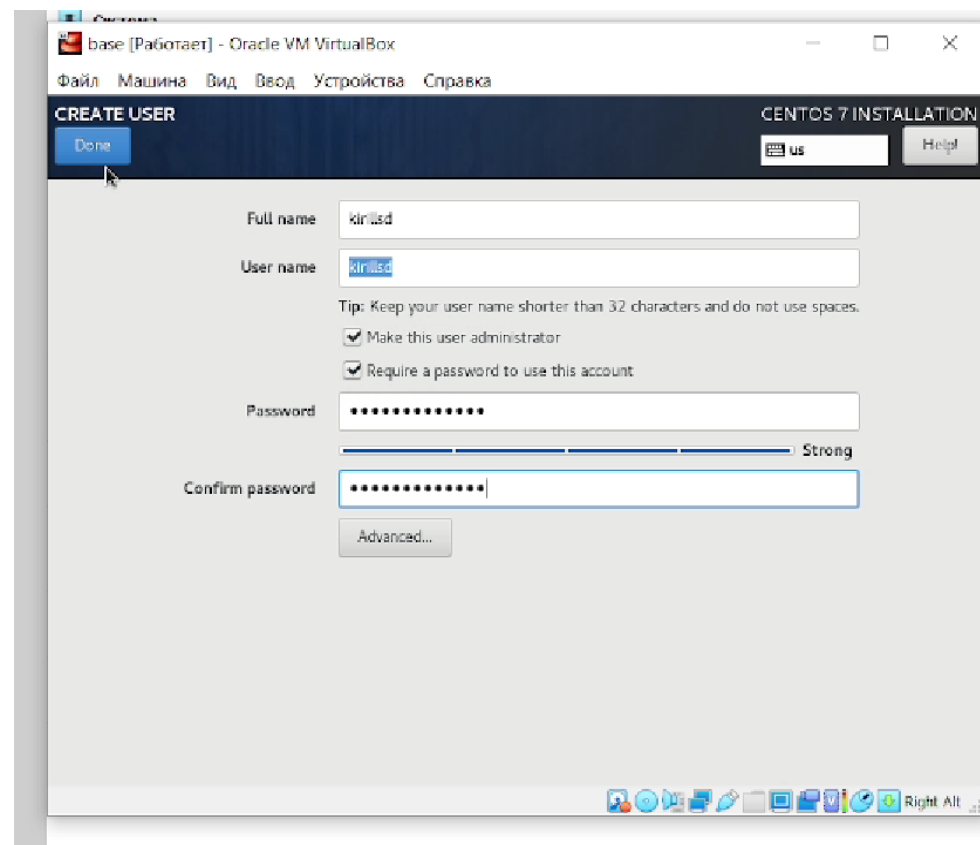 Система
base [Работает] - Oracle VM VirtualBox
Файл Машина Вид Ввод Устройства Справка
CREATE USER
CENTOS 7 INSTALLATION
Done
us
Help!
Full name
kirillsd
User name
kirillsd
Tip: Keep your user name shorter than 32 characters and do not use spaces.
Make this user administrator
Require a password to use this account
Password
•••••••••••••
Strong
Confirm password
•••••••••••••
Advanced...
Right Alt